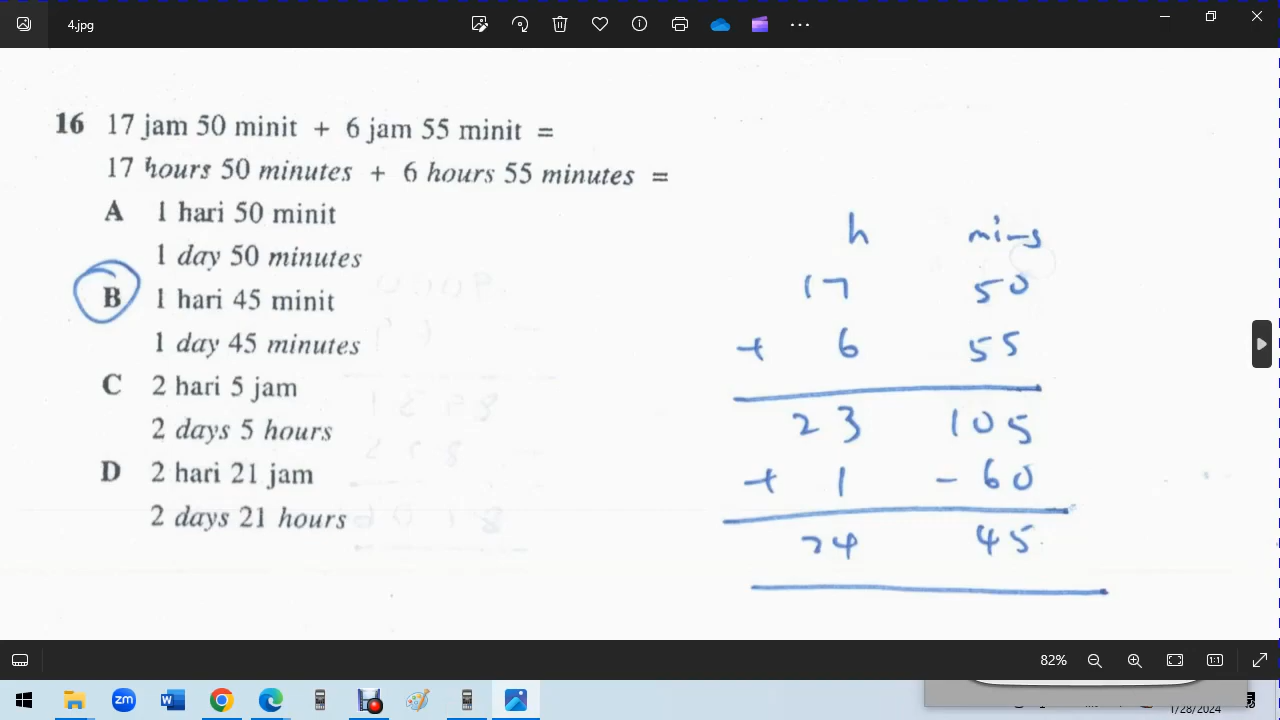 4.jpg
16 17 jam 50 minit + 6 jam 55 minit =
17 hours 50 minutes + 6 hours 55 minutes =
A 1 hari 50 minit
1 day 50 minutes
B 1 hari 45 minit
1 day 45 minutes
C 2 hari 5 jam
2 days 5 hours
D 2 hari 21 jam
2 days 21 hours
h mins
17 50
+ 6 55
23 105
+ 1 - 60
24 45
82%
1:1
zm
1/28/2024